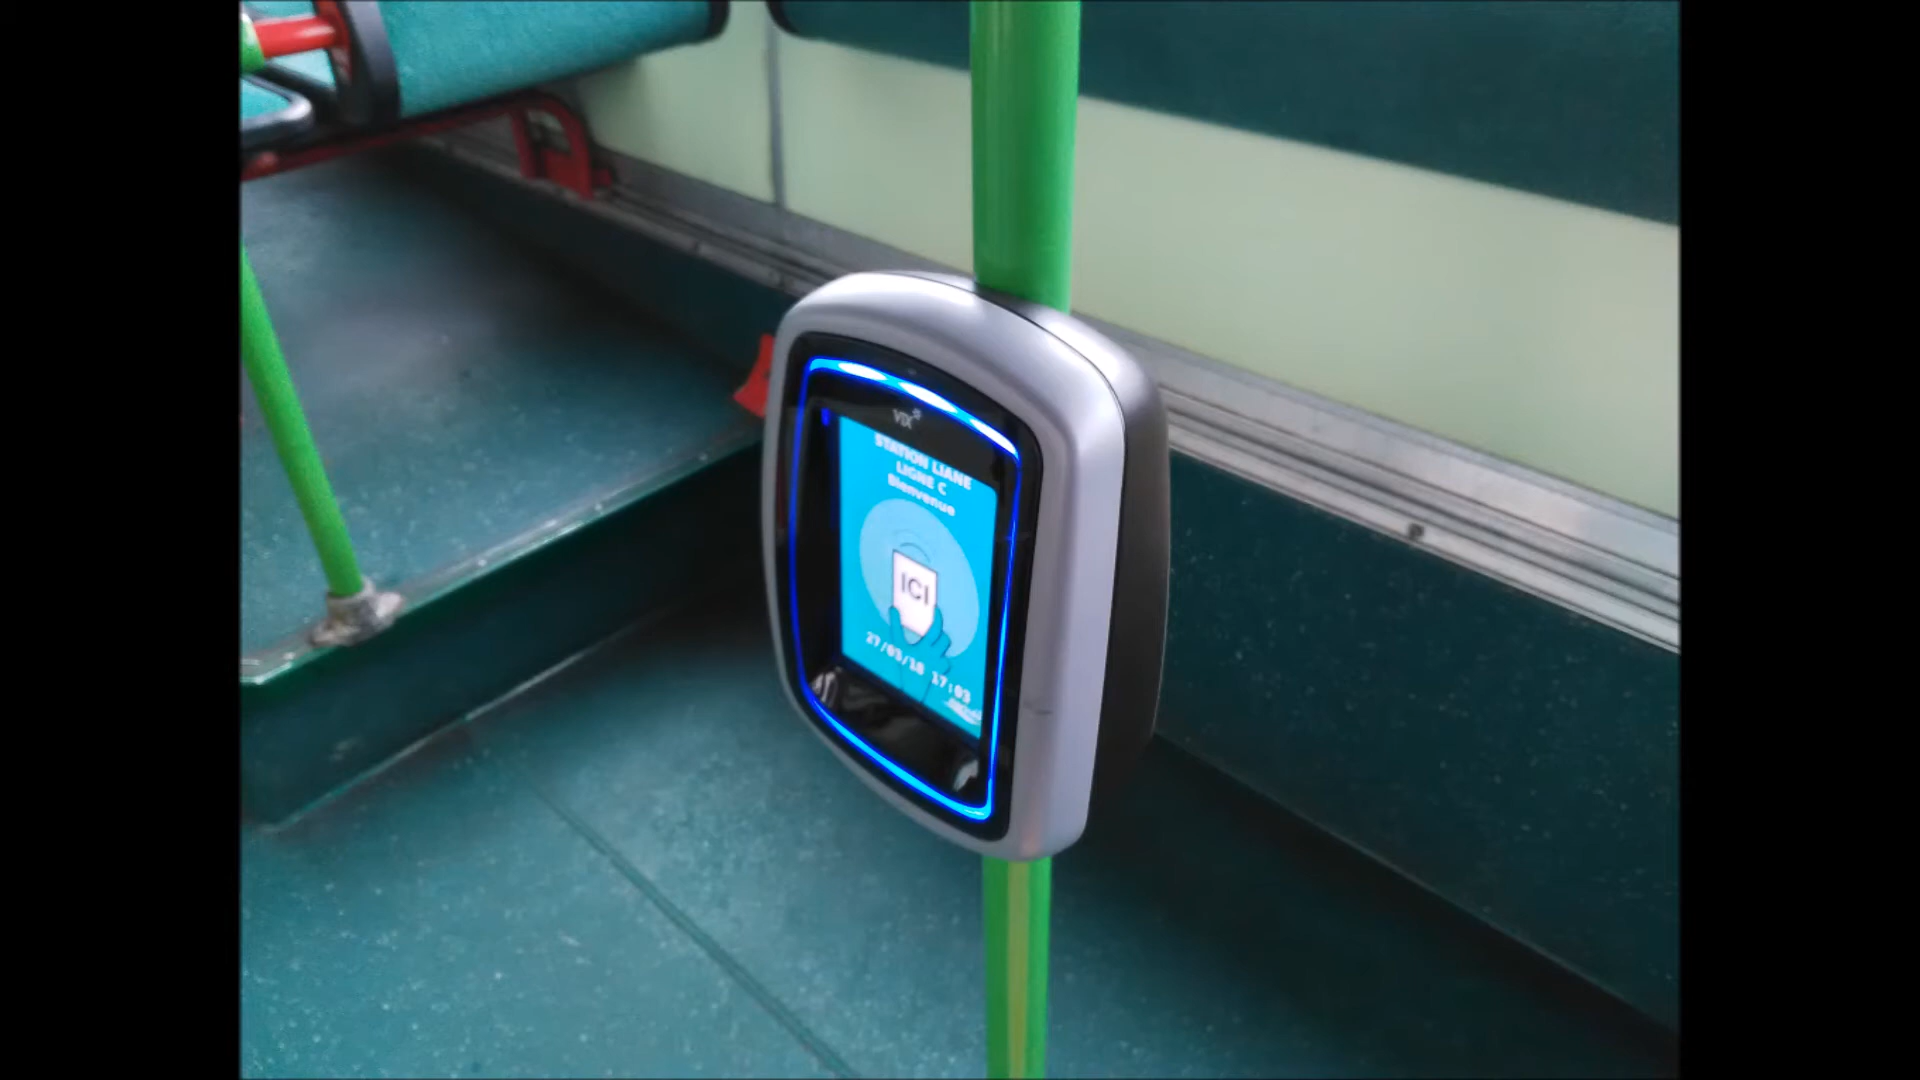 VIX
STATION LIANE
LIGNE C
Bienvenue
ICI
27/03/18 17:03